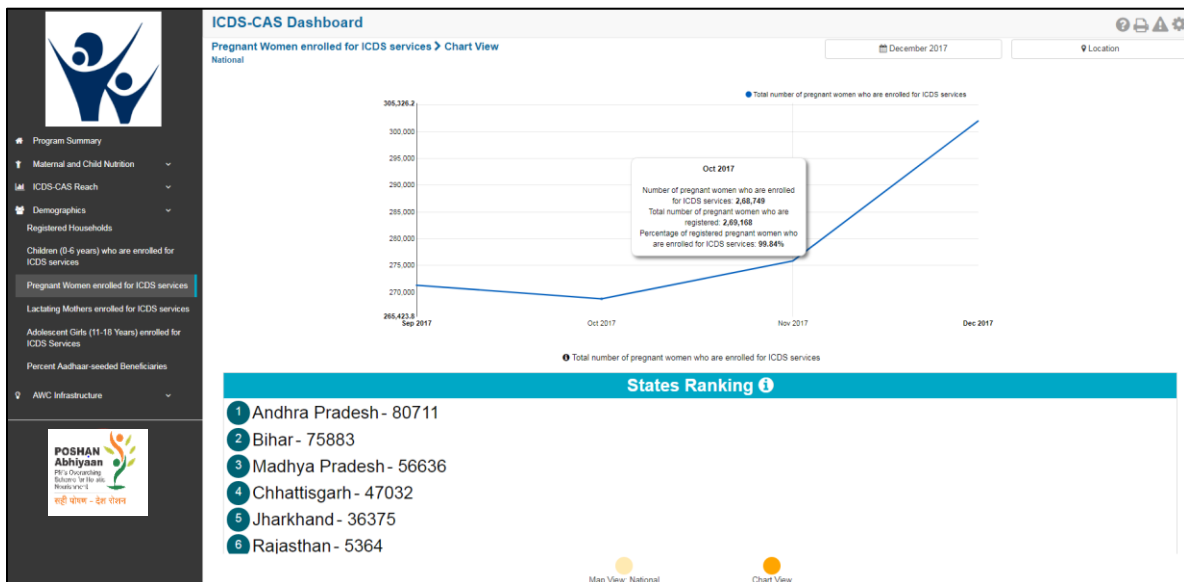 ICDS-CAS Dashboard
Pregnant Women enrolled for ICDS services > Chart View
National
December 2017
Location
Program Summary
Maternal and Child Nutrition
ICDS-CAS Reach
Demographics
Registered Households
Children (0-6 years) who are enrolled for
ICDS services
Pregnant Women enrolled for ICDS services
Lactating Mothers enrolled for ICDS services
Adolescent Girls (11-18 Years) enrolled for
ICDS Services
Percent Aadhaar-seeded Beneficiaries
AWC Infrastructure
POSHAN
Abhiyaan
PM's Overarching
Scheme for Holistic
Nourishment
सही पोषण - देश रोशन
Total number of pregnant women who are enrolled for ICDS services
305,326.2
300,000
295,000
290,000
285,000
280,000
275,000
270,000
265,423.8
Sep 2017
Oct 2017
Nov 2017
Dec 2017
Oct 2017
Number of pregnant women who are enrolled
for ICDS services: 2,68,749
Total number of pregnant women who are
registered: 2,69,168
Percentage of registered pregnant women who
are enrolled for ICDS services: 99.84%
Total number of pregnant women who are enrolled for ICDS services
States Ranking
1 Andhra Pradesh - 80711
2 Bihar - 75883
3 Madhya Pradesh - 56636
4 Chhattisgarh - 47032
5 Jharkhand - 36375
6 Rajasthan - 5364
Map View: National
Chart View